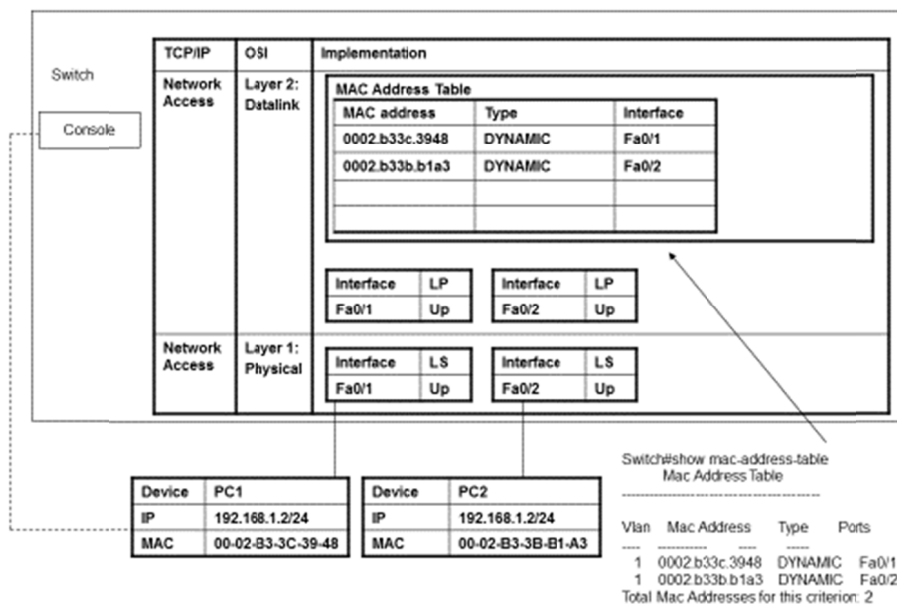 Switch
Console
TCP/IP OSI Implementation
Network Access Layer 2: Datalink
MAC Address Table
MAC address Type Interface
0002.b33c.3948 DYNAMIC Fa0/1
0002.b33b.b1a3 DYNAMIC Fa0/2
Interface LP
Fa0/1 Up
Interface LP
Fa0/2 Up
Network Access Layer 1: Physical
Interface LS
Fa0/1 Up
Interface LS
Fa0/2 Up
Device PC1
IP 192.168.1.2/24
MAC 00-02-B3-3C-39-48
Device PC2
IP 192.168.1.2/24
MAC 00-02-B3-3B-B1-A3
Switch#show mac-address-table
Mac Address Table
-------------------------------------------
Vlan Mac Address Type Ports
---- ----------- ---- -----
1 0002.b33c.3948 DYNAMIC Fa0/1
1 0002.b33b.b1a3 DYNAMIC Fa0/2
Total Mac Addresses for this criterion: 2